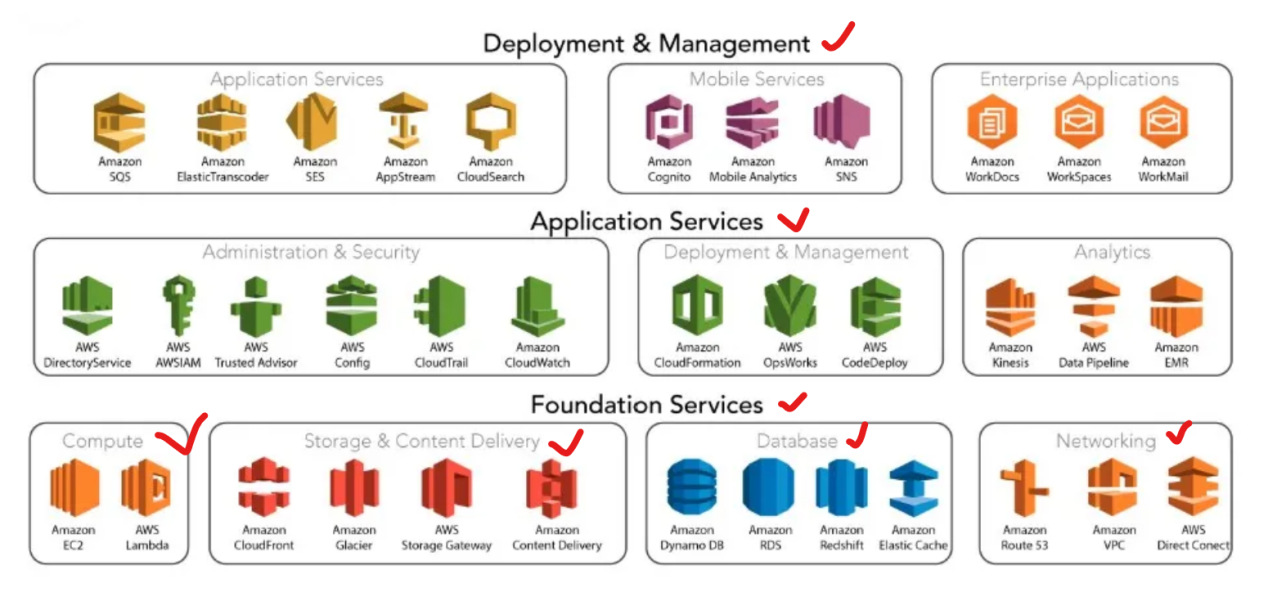 Deployment & Management
Application Services
Mobile Services
Enterprise Applications
Amazon
SQS
Amazon
ElasticTranscoder
Amazon
SES
Amazon
AppStream
Amazon
CloudSearch
Amazon
Cognito
Amazon
Mobile Analytics
Amazon
SNS
Amazon
WorkDocs
Amazon
WorkSpaces
Amazon
WorkMail
Application Services
Administration & Security
Deployment & Management
Analytics
AWS
DirectoryService
AWS
AWSIAM
AWS
Trusted Advisor
AWS
Config
AWS
CloudTrail
Amazon
CloudWatch
Amazon
CloudFormation
AWS
OpsWorks
AWS
CodeDeploy
Amazon
Kinesis
AWS
Data Pipeline
Amazon
EMR
Foundation Services
Compute
Storage & Content Delivery
Database
Networking
Amazon
EC2
AWS
Lambda
Amazon
CloudFront
Amazon
Glacier
AWS
Storage Gateway
Amazon
Content Delivery
Amazon
Dynamo DB
Amazon
RDS
Amazon
Redshift
Amazon
Elastic Cache
Amazon
Route 53
Amazon
VPC
AWS
Direct Conect